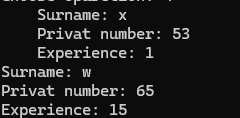 Surname: x
Privat number: 53
Experience: 1
Surname: w
Privat number: 65
Experience: 15